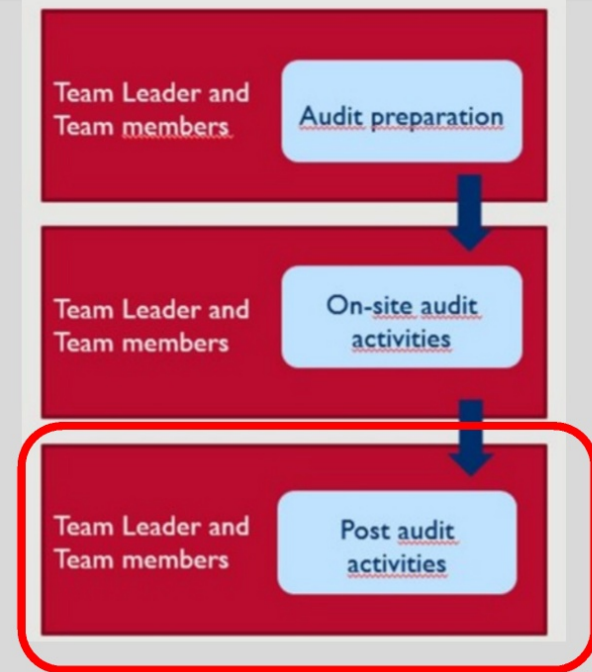 Team Leader and
Team members
Audit preparation
Team Leader and
Team members
On-site audit
activities
Team Leader and
Team members
Post audit
activities